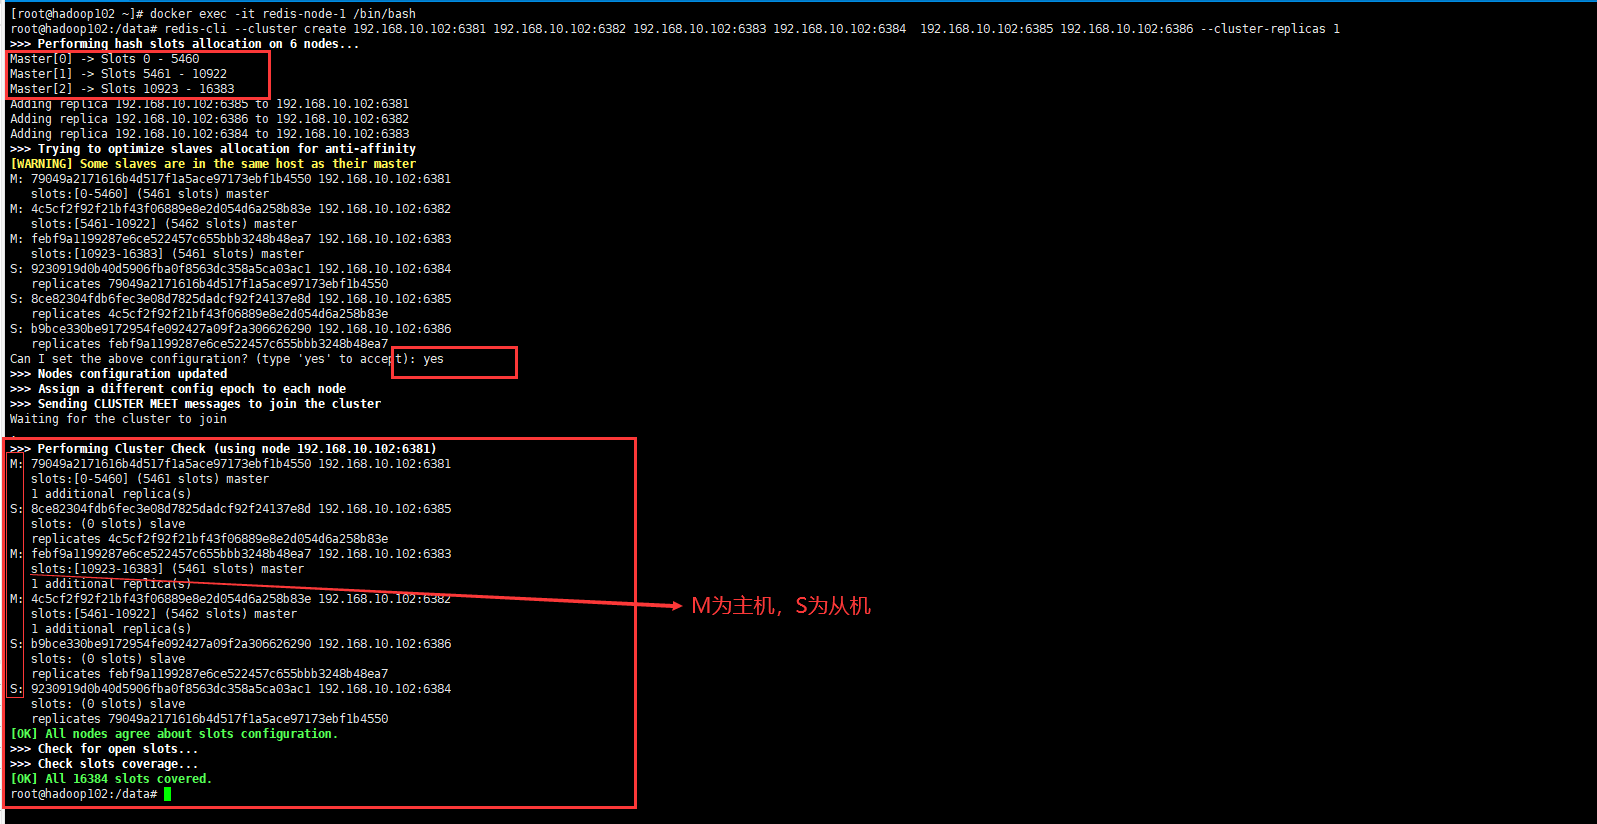 [root@hadoop102 ~]# docker exec -it redis-node-1 /bin/bash
root@hadoop102:/data# redis-cli --cluster create 192.168.10.102:6381 192.168.10.102:6382 192.168.10.102:6383 192.168.10.102:6384  192.168.10.102:6385 192.168.10.102:6386 --cluster-replicas 1
>>> Performing hash slots allocation on 6 nodes...
Master[0] -> Slots 0 - 5460
Master[1] -> Slots 5461 - 10922
Master[2] -> Slots 10923 - 16383
Adding replica 192.168.10.102:6385 to 192.168.10.102:6381
Adding replica 192.168.10.102:6386 to 192.168.10.102:6382
Adding replica 192.168.10.102:6384 to 192.168.10.102:6383
>>> Trying to optimize slaves allocation for anti-affinity
[WARNING] Some slaves are in the same host as their master
M: 79049a2171616b4d517f1a5ace97173ebf1b4550 192.168.10.102:6381
   slots:[0-5460] (5461 slots) master
M: 4c5cf2f92f21bf43f06889e8e2d054d6a258b83e 192.168.10.102:6382
   slots:[5461-10922] (5462 slots) master
M: febf9a1199287e6ce522457c655bbb3248b48ea7 192.168.10.102:6383
   slots:[10923-16383] (5461 slots) master
S: 9230919d0b40d5906fba0f8563dc358a5ca03ac1 192.168.10.102:6384
   replicates 79049a2171616b4d517f1a5ace97173ebf1b4550
S: 8ce82304fdb6fec3e08d7825dadcf92f24137e8d 192.168.10.102:6385
   replicates 4c5cf2f92f21bf43f06889e8e2d054d6a258b83e
S: b9bce330be9172954fe092427a09f2a306626290 192.168.10.102:6386
   replicates febf9a1199287e6ce522457c655bbb3248b48ea7
Can I set the above configuration? (type 'yes' to accept): yes
>>> Nodes configuration updated
>>> Assign a different config epoch to each node
>>> Sending CLUSTER MEET messages to join the cluster
Waiting for the cluster to join
.
>>> Performing Cluster Check (using node 192.168.10.102:6381)
M: 79049a2171616b4d517f1a5ace97173ebf1b4550 192.168.10.102:6381
   slots:[0-5460] (5461 slots) master
   1 additional replica(s)
S: 8ce82304fdb6fec3e08d7825dadcf92f24137e8d 192.168.10.102:6385
   slots: (0 slots) slave
   replicates 4c5cf2f92f21bf43f06889e8e2d054d6a258b83e
M: febf9a1199287e6ce522457c655bbb3248b48ea7 192.168.10.102:6383
   slots:[10923-16383] (5461 slots) master
   1 additional replica(s)
M: 4c5cf2f92f21bf43f06889e8e2d054d6a258b83e 192.168.10.102:6382
M为主机，S为从机
   slots:[5461-10922] (5462 slots) master
   1 additional replica(s)
S: b9bce330be9172954fe092427a09f2a306626290 192.168.10.102:6386
   slots: (0 slots) slave
   replicates febf9a1199287e6ce522457c655bbb3248b48ea7
S: 9230919d0b40d5906fba0f8563dc358a5ca03ac1 192.168.10.102:6384
   slots: (0 slots) slave
   replicates 79049a2171616b4d517f1a5ace97173ebf1b4550
[OK] All nodes agree about slots configuration.
>>> Check for open slots...
>>> Check slots coverage...
[OK] All 16384 slots covered.
root@hadoop102:/data#